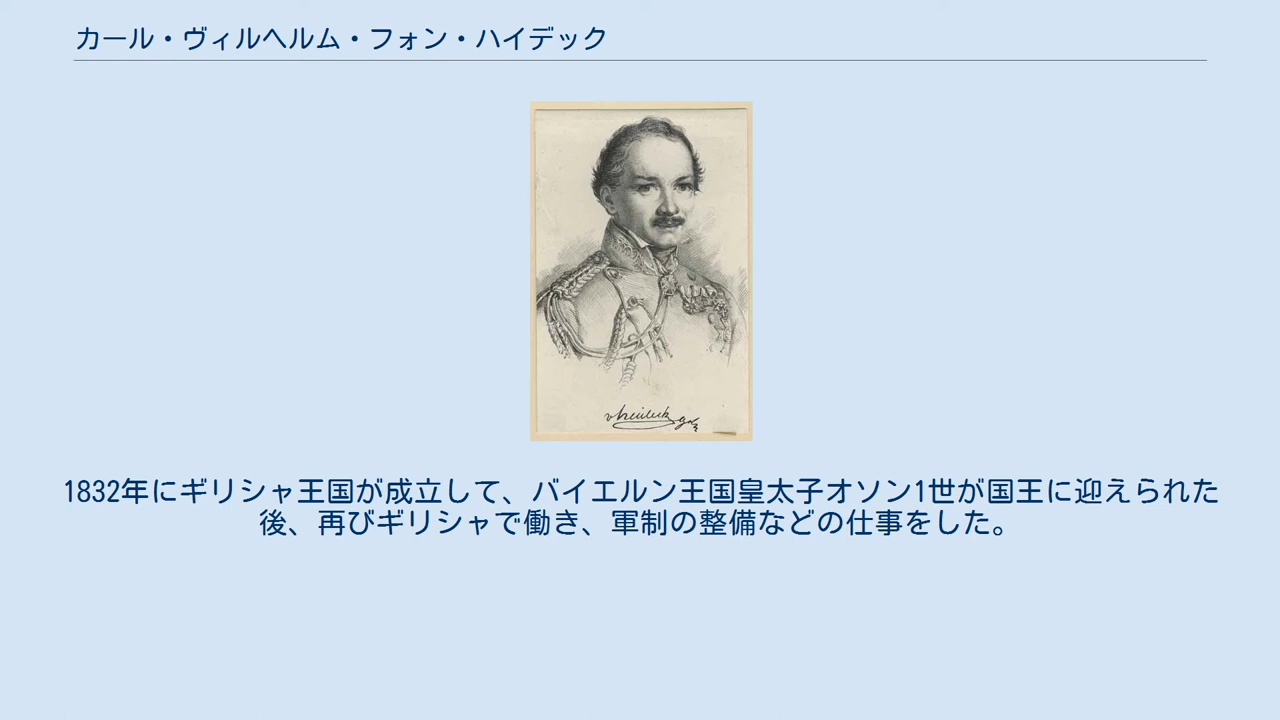 カール・ヴィルヘルム・フォン・ハイデック
v Heideck
1832年にギリシャ王国が成立して、バイエルン王国皇太子オソン1世が国王に迎えられた
後、再びギリシャで働き、軍制の整備などの仕事をした。